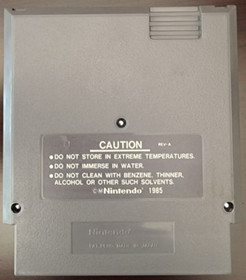 CAUTION REV-A
• DO NOT STORE IN EXTREME TEMPERATURES.
• DO NOT IMMERSE IN WATER.
• DO NOT CLEAN WITH BENZENE, THINNER,
ALCOHOL OR OTHER SUCH SOLVENTS.
©™Nintendo® 1985
Nintendo®